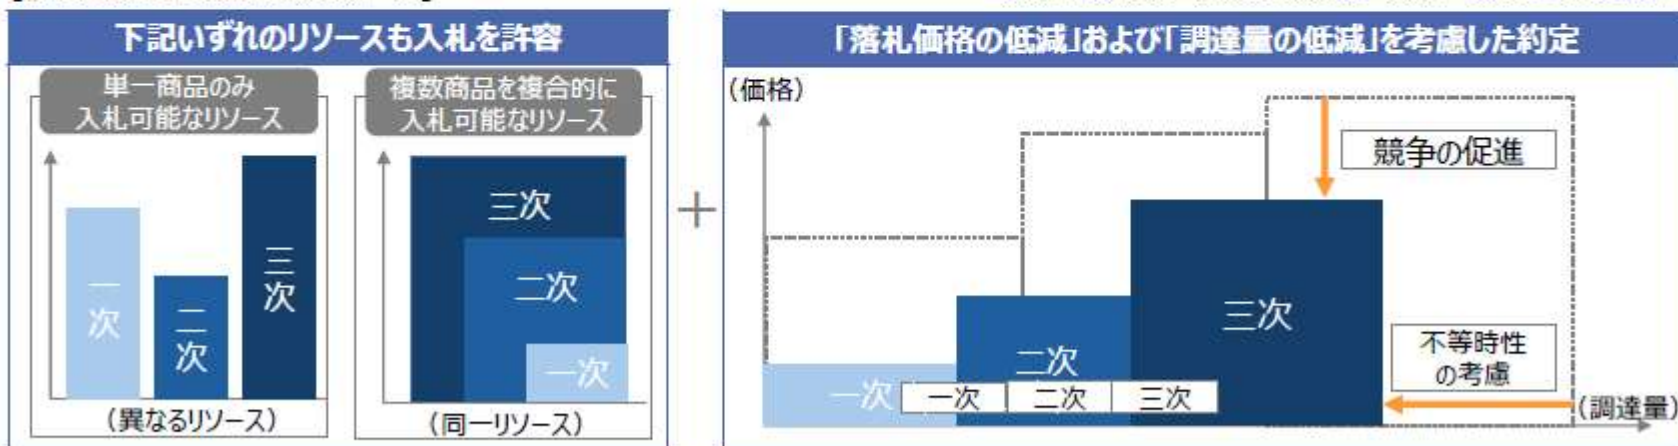 下記いずれのリソースも入札を許容
単一商品のみ
入札可能なリソース
一次
二次
三次
(異なるリソース)
複数商品を複合的に
入札可能なリソース
三次
二次
一次
(同一リソース)
＋
「落札価格の低減」および「調達量の低減」を考慮した約定
(価格)
競争の促進
三次
二次
一次
一次
二次
三次
不等時性
の考慮
(調達量)